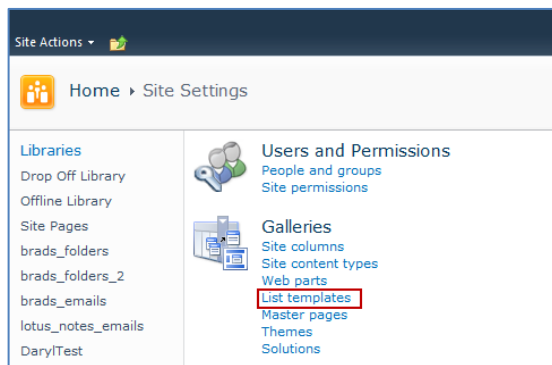 Site Actions
Home ▸ Site Settings
Libraries
Drop Off Library
Offline Library
Site Pages
brads_folders
brads_folders_2
brads_emails
lotus_notes_emails
DarylTest
Users and Permissions
People and groups
Site permissions
Galleries
Site columns
Site content types
Web parts
List templates
Master pages
Themes
Solutions